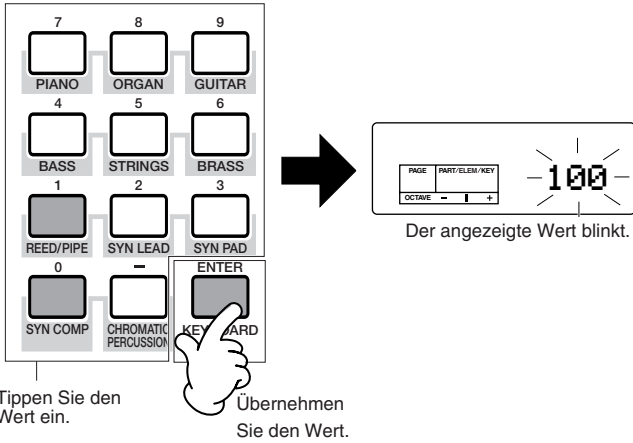 7 8 9
PIANO ORGAN GUITAR
4 5 6
BASS STRINGS BRASS
1 2 3
REED/PIPE SYN LEAD SYN PAD
0 – ENTER
SYN COMP CHROMATIC PERCUSSION KEYBOARD
Tippen Sie den
Wert ein.
Übernehmen
Sie den Wert.
PAGE PART/ELEM/KEY
OCTAVE – +
100
Der angezeigte Wert blinkt.